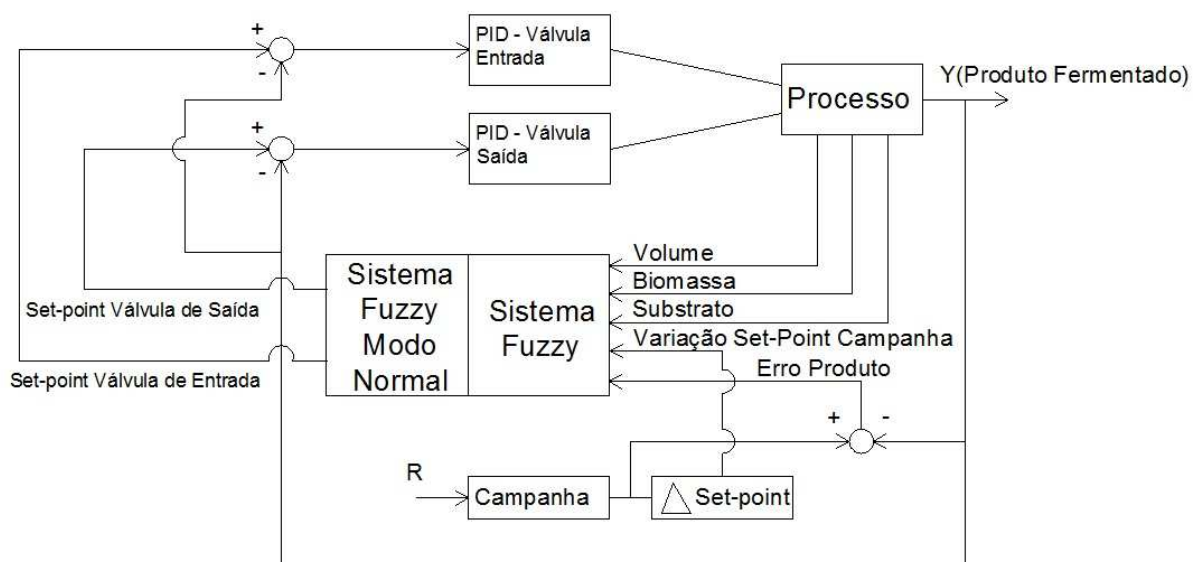 +
PID - Válvula
Entrada
-
Y(Produto Fermentado)
Processo
+
PID - Válvula
Saída
-
Volume
Biomassa
Substrato
Variação Set-Point Campanha
Erro Produto
Sistema
Fuzzy
Modo
Normal
Sistema
Fuzzy
Set-point Válvula de Saída
Set-point Válvula de Entrada
+
-
R
Campanha
△ Set-point